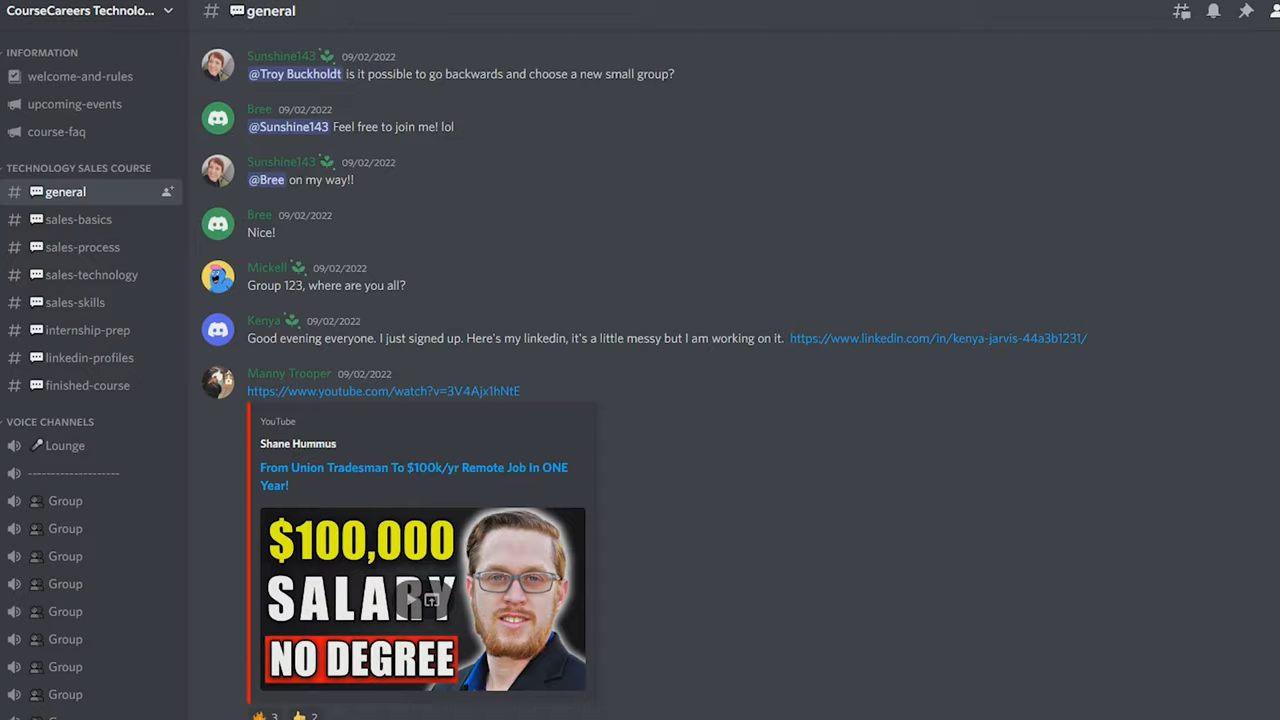 CourseCareers Technolo...
general
INFORMATION
welcome-and-rules
upcoming-events
course-faq
TECHNOLOGY SALES COURSE
general
sales-basics
sales-process
sales-technology
sales-skills
internship-prep
linkedin-profiles
finished-course
VOICE CHANNELS
Lounge
--------------------
Group
Group
Group
Group
Group
Group
Group
Group
Sunshine143 09/02/2022
@Troy Buckholdt is it possible to go backwards and choose a new small group?
Bree 09/02/2022
@Sunshine143 Feel free to join me! lol
Sunshine143 09/02/2022
@Bree on my way!!
Bree 09/02/2022
Nice!
Mickell 09/02/2022
Group 123, where are you all?
Kenya 09/02/2022
Good evening everyone. I just signed up. Here's my linkedin, it's a little messy but I am working on it. https://www.linkedin.com/in/kenya-jarvis-44a3b1231/
Manny Trooper 09/02/2022
https://www.youtube.com/watch?v=3V4Ajx1hNtE
YouTube
Shane Hummus
From Union Tradesman To $100k/yr Remote Job In ONE
Year!
$100,000
SALARY
NO DEGREE
3 2